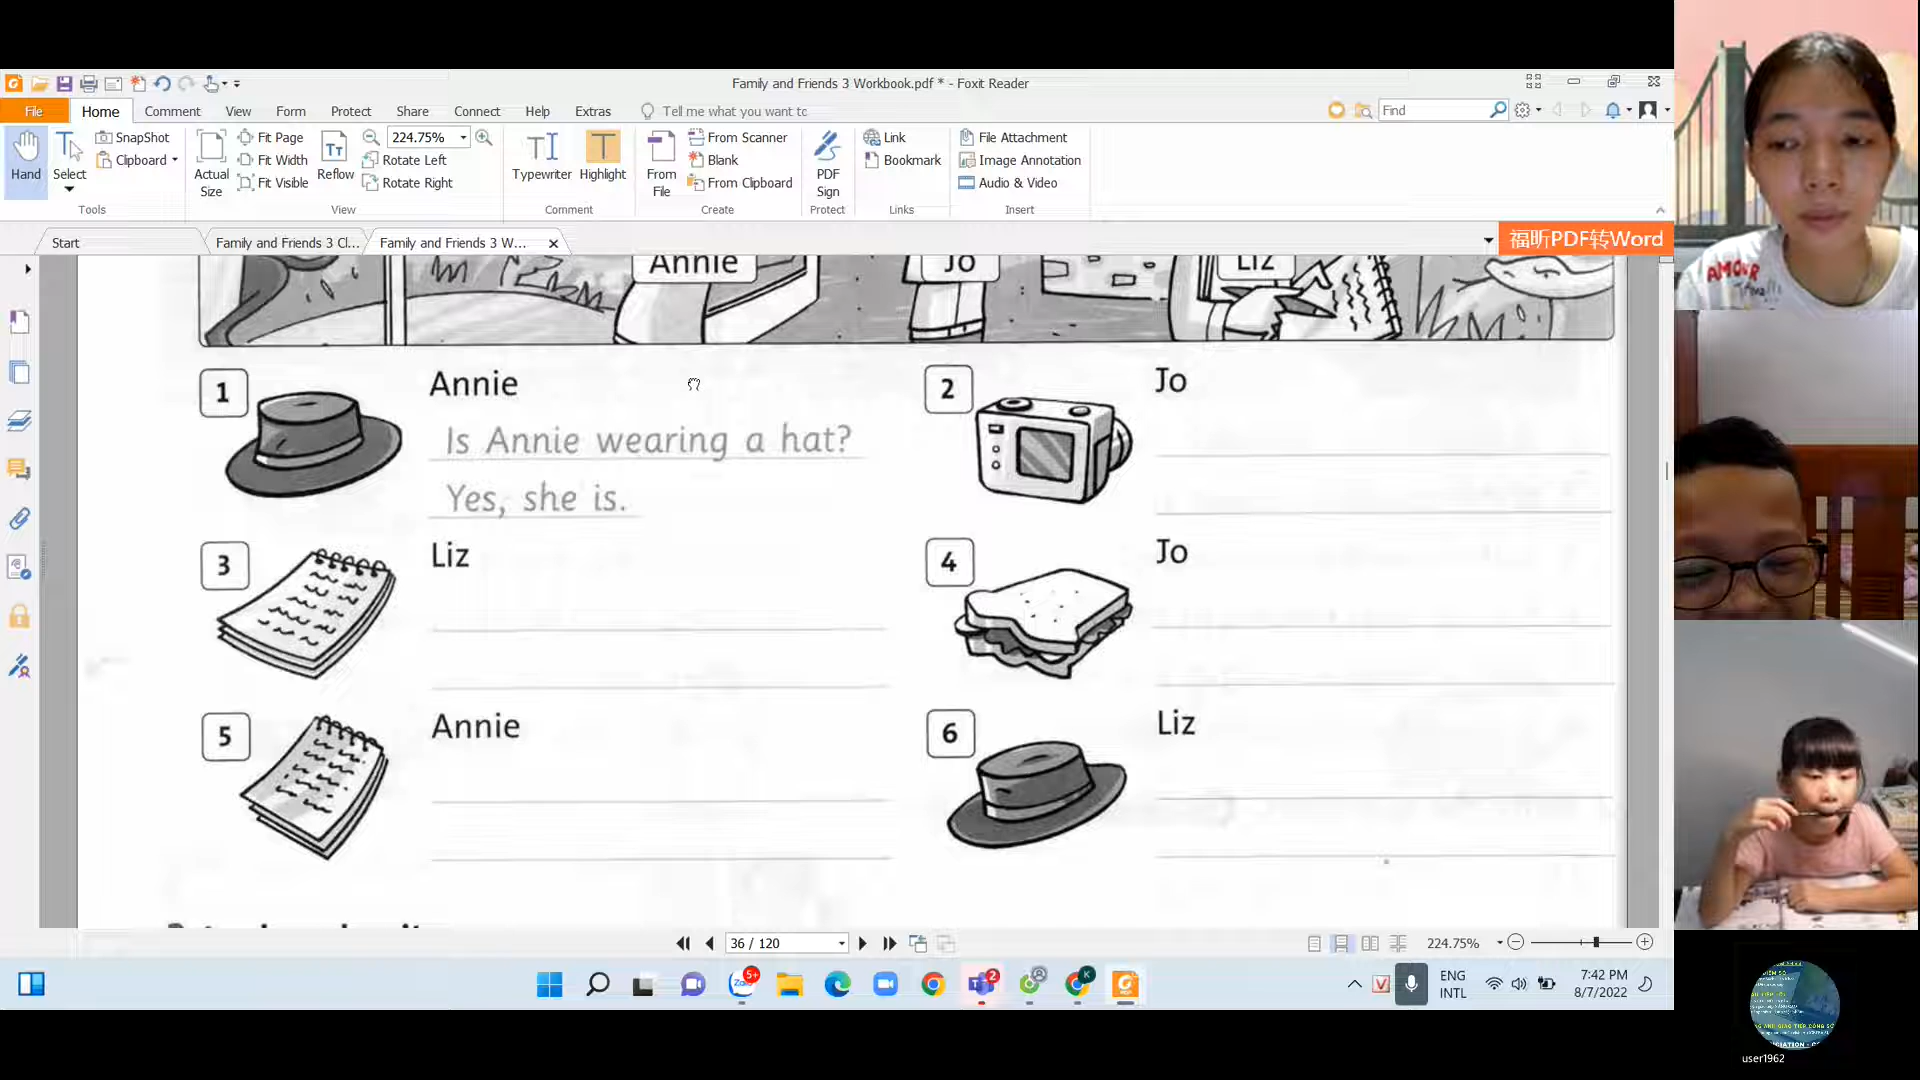 Family and Friends 3 Workbook.pdf * - Foxit Reader
File Home Comment View Form Protect Share Connect Help Extras Tell me what you want to Find
Hand
Select
SnapShot
Clipboard
Tools
Actual Size
Fit Page
Fit Width
Fit Visible
Reflow
224.75%
Rotate Left
Rotate Right
View
Typewriter
Highlight
Comment
From File
From Scanner
Blank
From Clipboard
Create
PDF Sign
Protect
Link
Bookmark
Links
File Attachment
Image Annotation
Audio & Video
Insert
Start
Family and Friends 3 Cl...
Family and Friends 3 W...
福昕PDF转Word
Annie Jo Liz
1 Annie
Is Annie wearing a hat?
Yes, she is.
2 Jo
3 Liz
4 Jo
5 Annie
6 Liz
36 / 120
224.75%
5+
Zalo
2
K
ENG
INTL
7:42 PM
8/7/2022
AMOUR
user1962